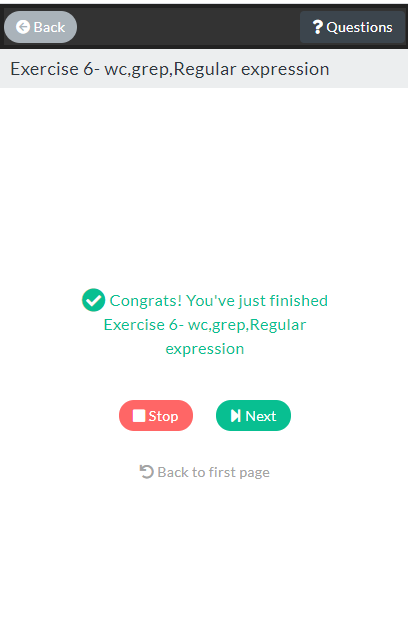 Back
Questions
Exercise 6- wc,grep,Regular expression
Congrats! You've just finished
Exercise 6- wc,grep,Regular
expression
Stop
Next
Back to first page